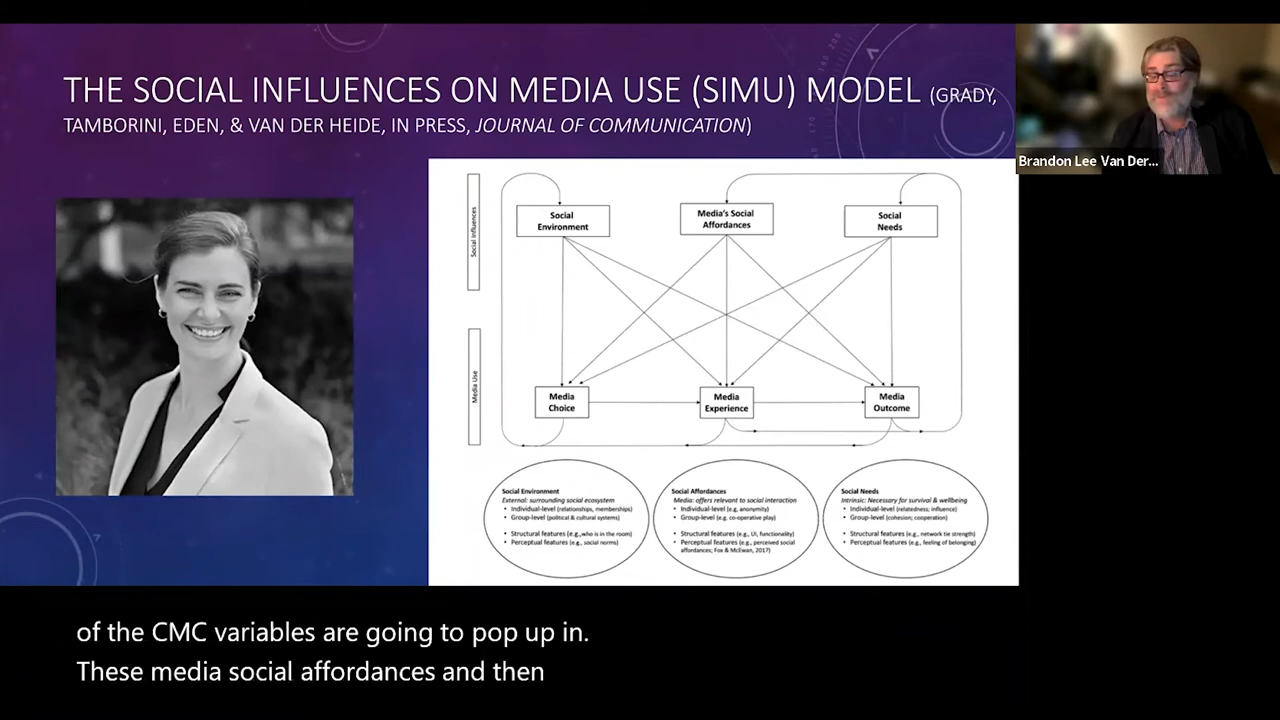 THE SOCIAL INFLUENCES ON MEDIA USE (SIMU) MODEL (GRADY,
TAMBORINI, EDEN, & VAN DER HEIDE, IN PRESS, JOURNAL OF COMMUNICATION)
Brandon Lee Van Der...
Social Influences
Social
Environment
Media's Social
Affordances
Social
Needs
Media Use
Media
Choice
Media
Experience
Media
Outcome
Social Environment
External: surrounding social ecosystem
• Individual-level (relationships, memberships)
• Group-level (political & cultural systems)
• Structural features (e.g.,who is in the room)
• Perceptual features (e.g., social norms)
Social Affordances
Media: offers relevant to social interaction
• Individual-level (e.g, anonymity)
• Group-level (e.g. co-operative play)
• Structural features (e.g., UI, functionality)
• Perceptual features (e.g., perceived social
affordances; Fox & McEwan, 2017)
Social Needs
Intrinsic: Necessary for survival & wellbeing
• Individual-level (relatedness; influence)
• Group-level (cohesion; cooperation)
• Structural features (e.g., network tie strength)
• Perceptual features (e.g., feeling of belonging)
of the CMC variables are going to pop up in.
These media social affordances and then